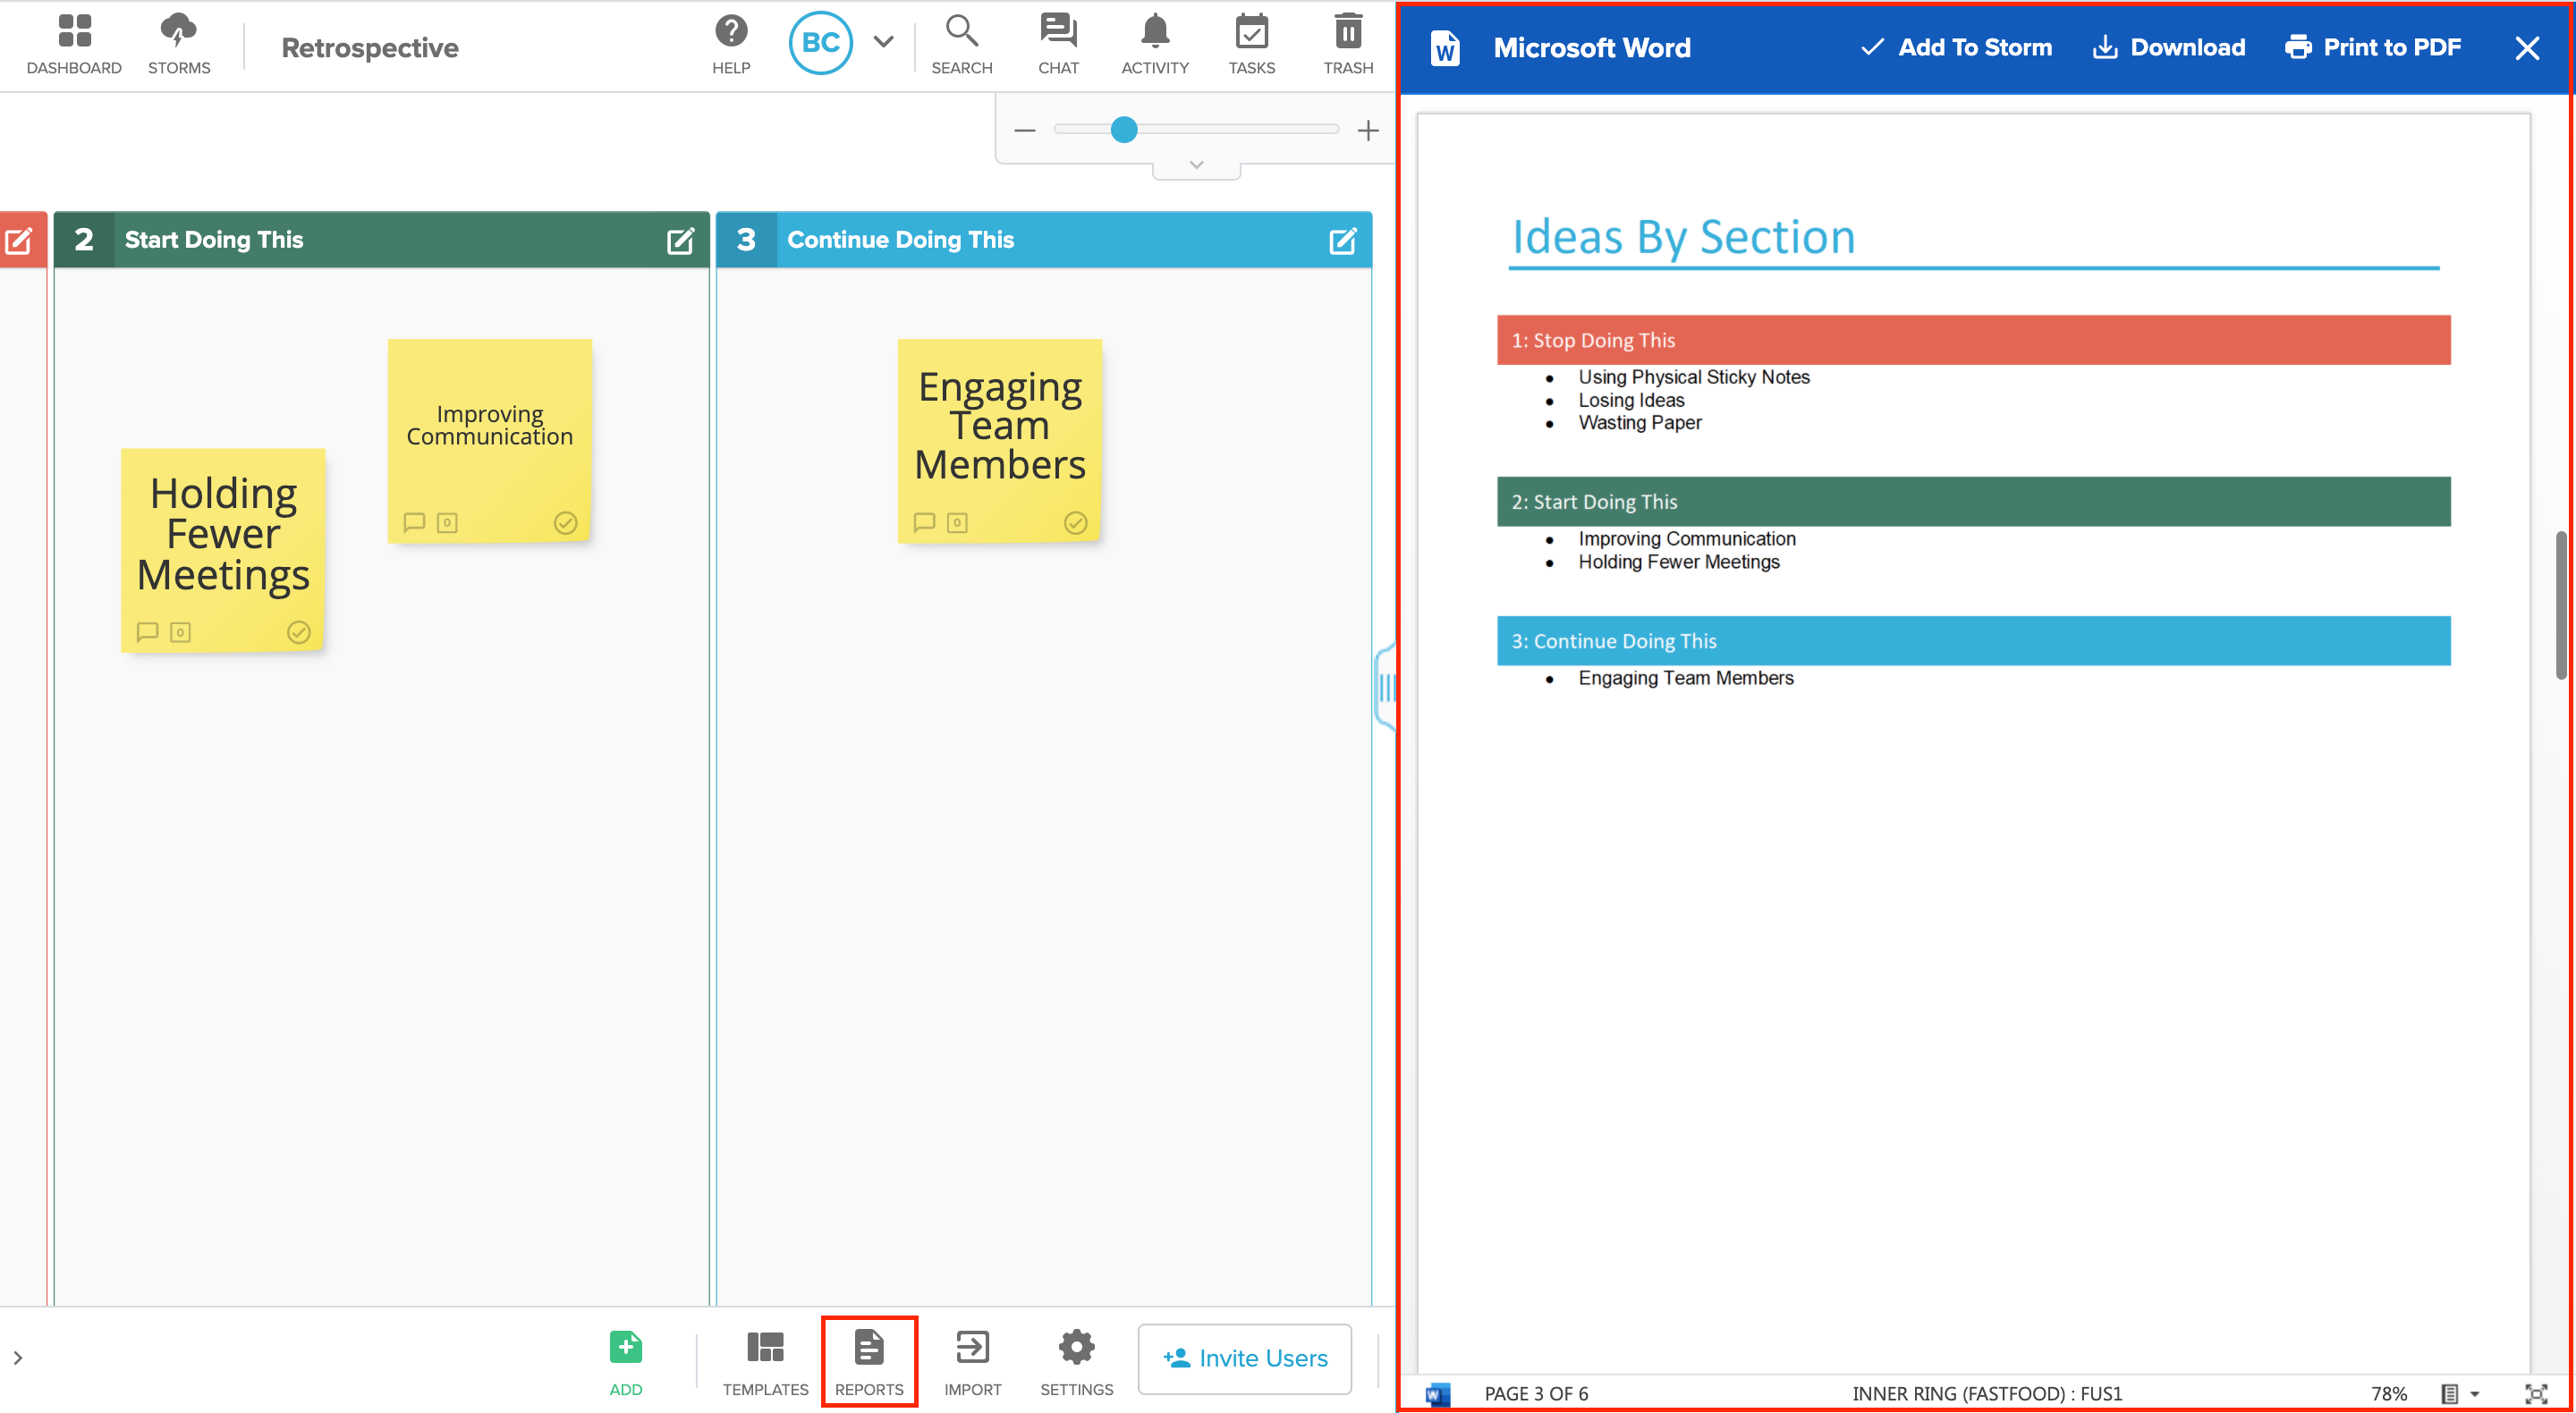 DASHBOARD
STORMS
Retrospective
HELP
BC
SEARCH
CHAT
ACTIVITY
TASKS
TRASH
2 Start Doing This
3 Continue Doing This
Holding
Fewer
Meetings
0
Improving
Communication
0
Engaging
Team
Members
0
ADD
TEMPLATES
REPORTS
IMPORT
SETTINGS
Invite Users
W
Microsoft Word
Add To Storm
Download
Print to PDF
Ideas By Section
1: Stop Doing This
• Using Physical Sticky Notes
• Losing Ideas
• Wasting Paper
2: Start Doing This
• Improving Communication
• Holding Fewer Meetings
3: Continue Doing This
• Engaging Team Members
W
PAGE 3 OF 6
INNER RING (FASTFOOD) : FUS1
78%